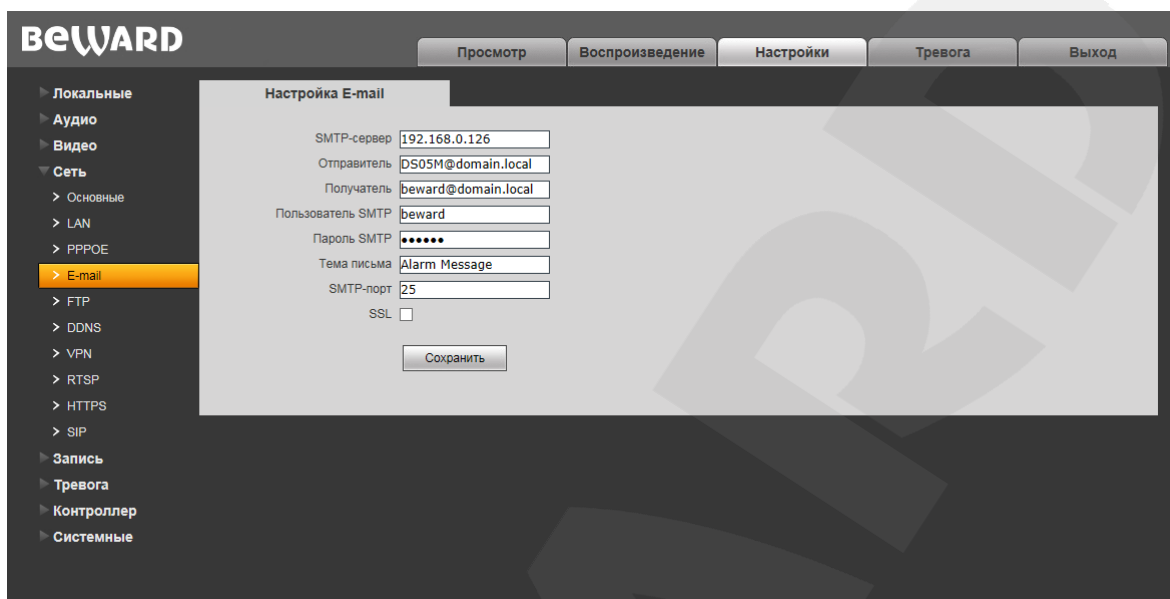 BEWARD
Просмотр
Воспроизведение
Настройки
Тревога
Выход
Локальные
Аудио
Видео
Сеть
> Основные
> LAN
> PPPOE
> E-mail
> FTP
> DDNS
> VPN
> RTSP
> HTTPS
> SIP
Запись
Тревога
Контроллер
Системные
Настройка E-mail
SMTP-сервер 192.168.0.126
Отправитель DS05M@domain.local
Получатель beward@domain.local
Пользователь SMTP beward
Пароль SMTP ••••••
Тема письма Alarm Message
SMTP-порт 25
SSL
Сохранить